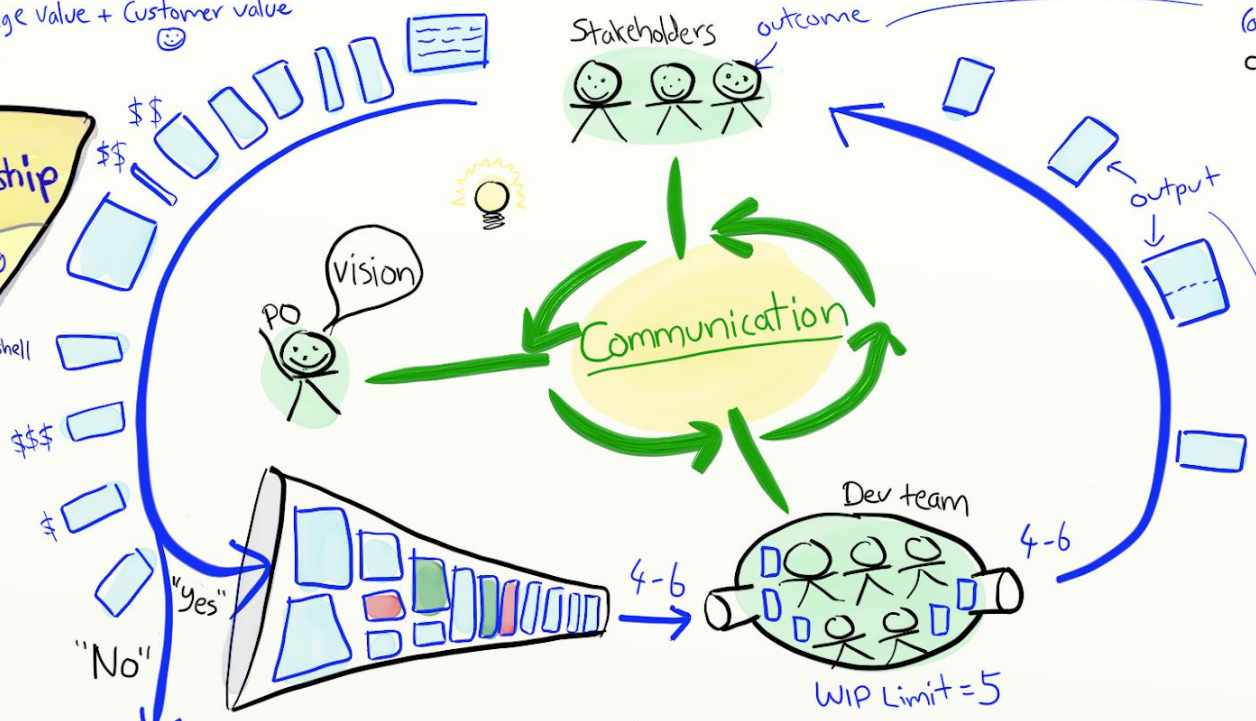 ge value + Customer value
Stakeholders
outcome
$$
$$
ship
output
vision
PO
Communication
shell
$$$
$
"Yes"
"No"
Dev team
4-6
4-6
WIP Limit = 5